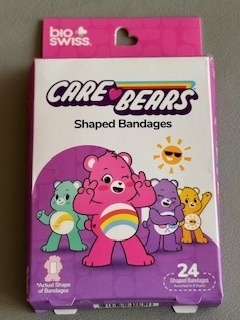 bio
swiss.
CARE BEARS
Shaped Bandages
*Actual Shape
of Bandages
24
Shaped Bandages